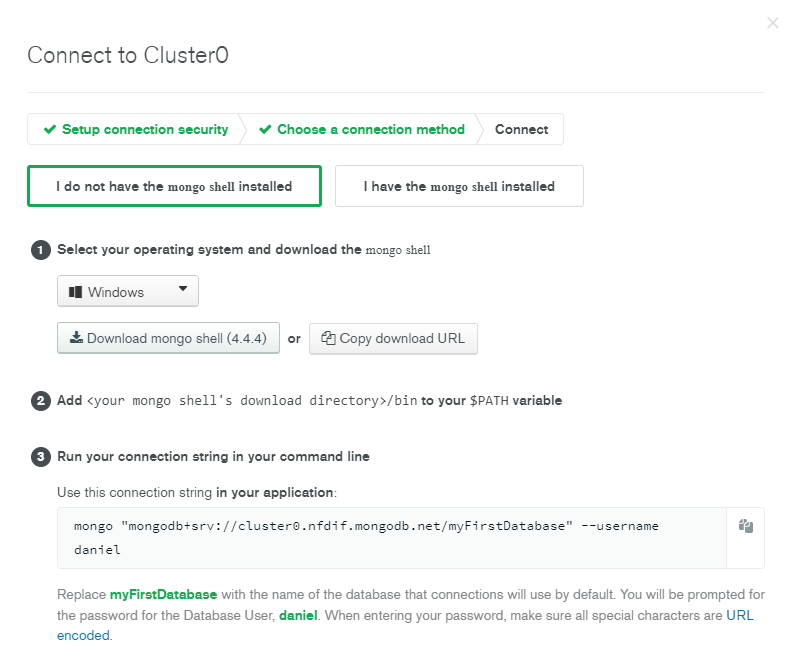 Connect to Cluster0
Setup connection security Choose a connection method Connect
I do not have the mongo shell installed I have the mongo shell installed
1 Select your operating system and download the mongo shell
Windows
Download mongo shell (4.4.4) or Copy download URL
2 Add <your mongo shell's download directory>/bin to your $PATH variable
3 Run your connection string in your command line
Use this connection string in your application:
mongo "mongodb+srv://cluster0.nfdif.mongodb.net/myFirstDatabase" --username
daniel
Replace myFirstDatabase with the name of the database that connections will use by default. You will be prompted for
the password for the Database User, daniel. When entering your password, make sure all special characters are URL
encoded.